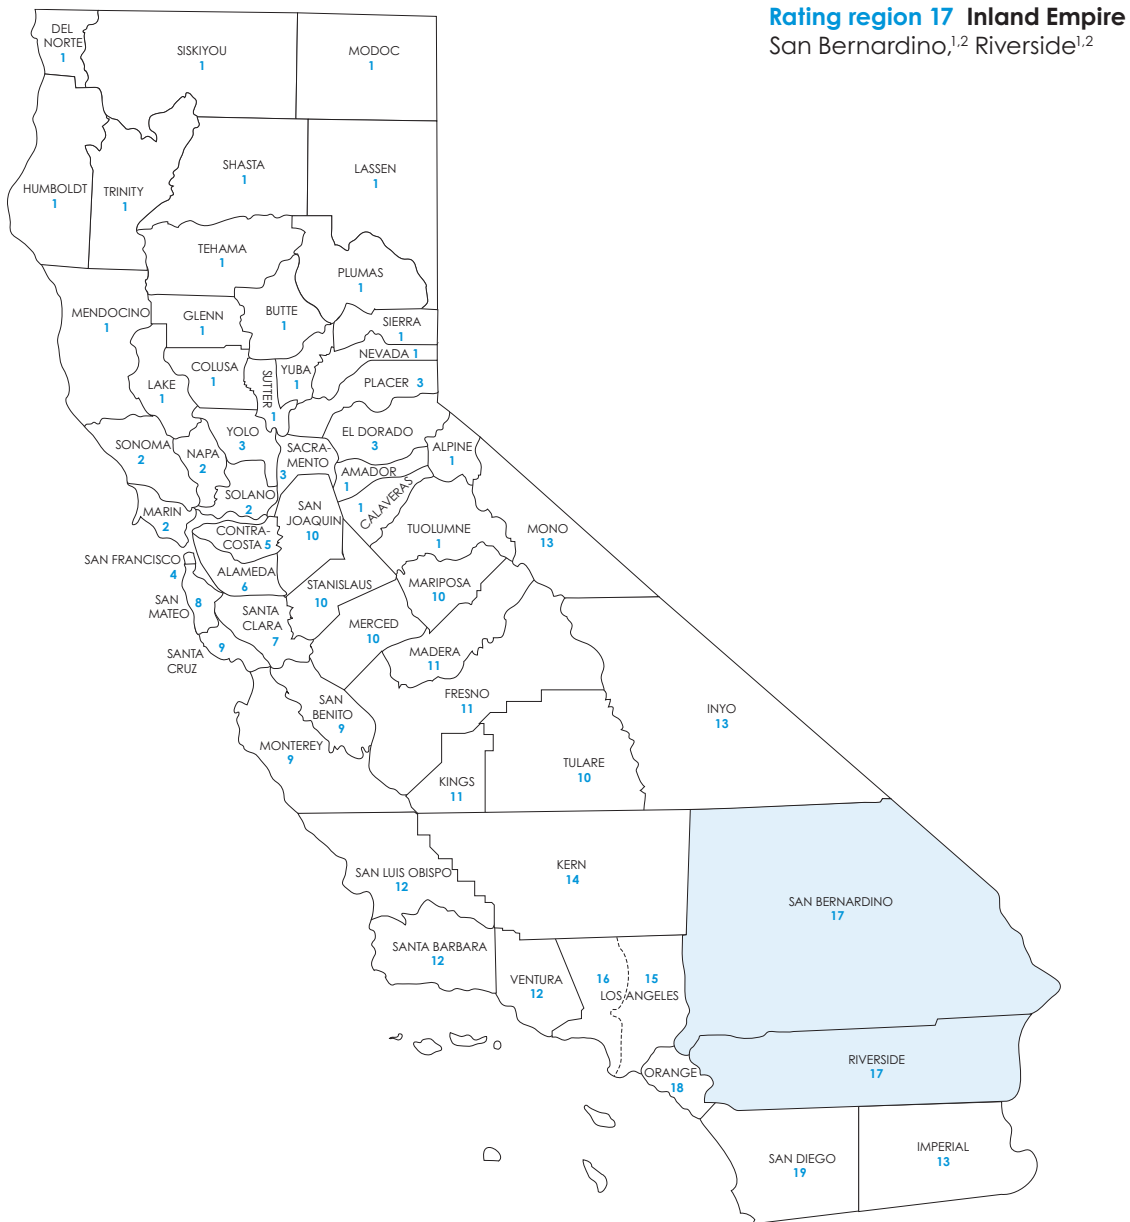 Rating region 17 Inland Empire
San Bernardino,1,2 Riverside1,2
DEL
NORTE
1
SISKIYOU
1
MODOC
1
SHASTA
1
LASSEN
1
HUMBOLDT
1
TRINITY
1
TEHAMA
1
PLUMAS
1
MENDOCINO
1
GLENN
1
BUTTE
1
SIERRA
1
NEVADA 1
COLUSA
1
YUBA
1
SUTTER
1
PLACER 3
LAKE
1
SONOMA
2
NAPA
2
YOLO
3
SACRA-
MENTO
3
EL DORADO
3
ALPINE
1
AMADOR
1
CALAVERAS
1
SOLANO
2
MARIN
2
SAN
JOAQUIN
10
CONTRA-
COSTA 5
TUOLUMNE
1
MONO
13
SAN FRANCISCO
4
ALAMEDA
6
STANISLAUS
10
MARIPOSA
10
SAN
MATEO
8
SANTA
CLARA
7
MERCED
10
SANTA
CRUZ
9
MADERA
11
FRESNO
11
SAN
BENITO
9
INYO
13
MONTEREY
9
TULARE
10
KINGS
11
SAN LUIS OBISPO
12
KERN
14
SAN BERNARDINO
17
SANTA BARBARA
12
VENTURA
12
16
15
LOS ANGELES
RIVERSIDE
17
ORANGE
18
SAN DIEGO
19
IMPERIAL
13